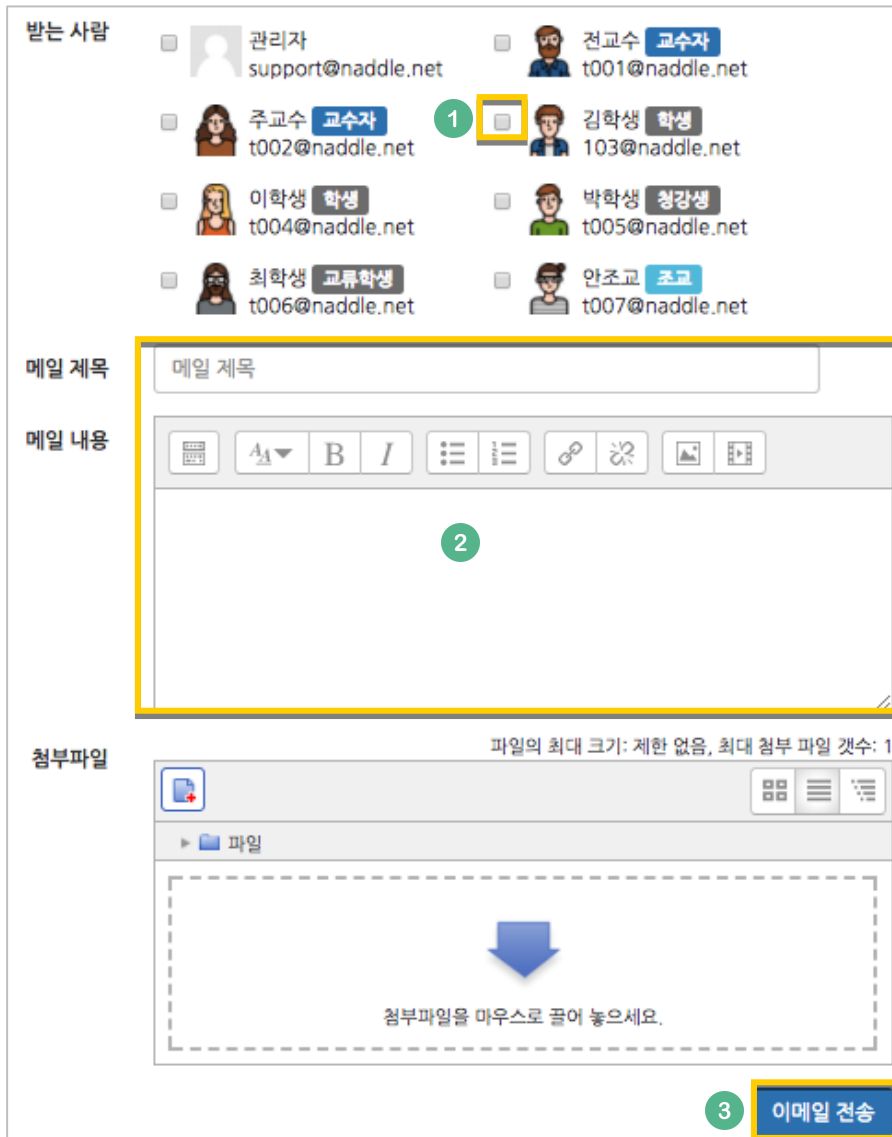 받는 사람
관리자
support@naddle.net
전교수 교수자
t001@naddle.net
주교수 교수자
t002@naddle.net
1
김학생 학생
103@naddle.net
이학생 학생
t004@naddle.net
박학생 청강생
t005@naddle.net
최학생 교류학생
t006@naddle.net
안조교 조교
t007@naddle.net
메일 제목
메일 제목
메일 내용
B I
2
첨부파일
파일의 최대 크기: 제한 없음, 최대 첨부 파일 갯수: 1
파일
첨부파일을 마우스로 끌어 놓으세요.
3
이메일 전송